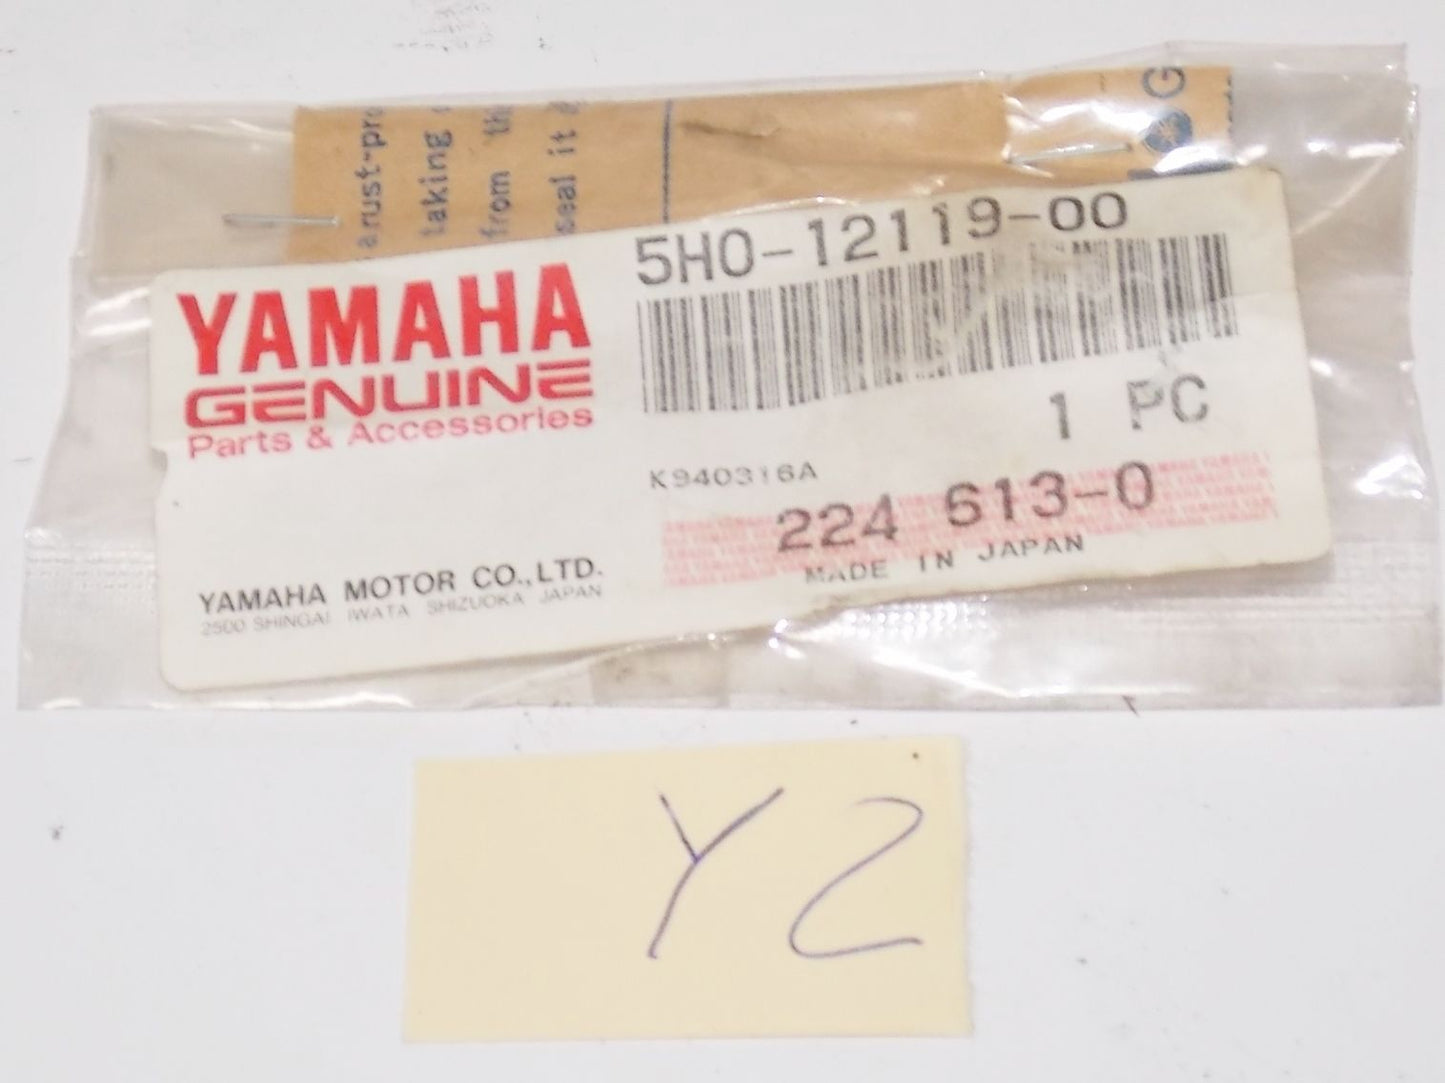 a rust-pro
taking
from th
seal it
G
5H0-12119-00
YAMAHA
GENUINE
Parts & Accessories
1 PC
K940316A
224 613-0
MADE IN JAPAN
YAMAHA MOTOR CO., LTD.
2500 SHINGAI IWATA SHIZUOKA JAPAN
Y2